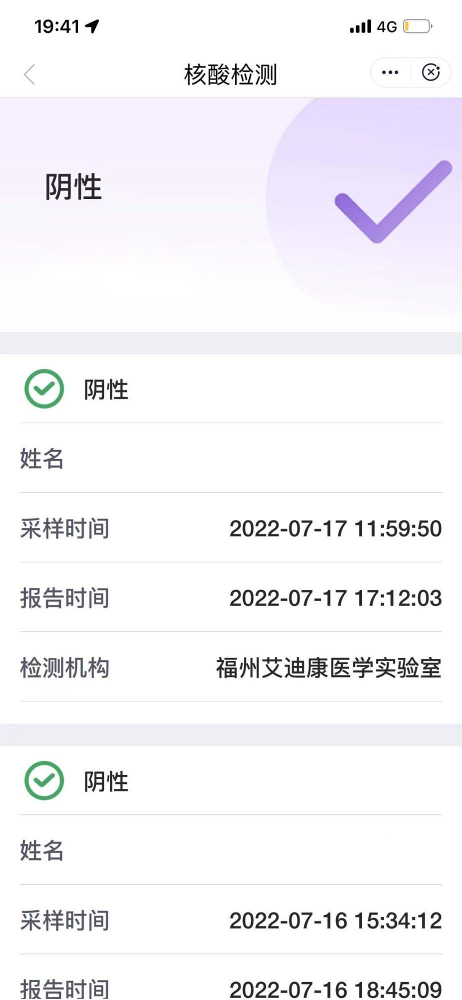 19:41 4G
核酸检测
阴性
阴性
姓名
采样时间 2022-07-17 11:59:50
报告时间 2022-07-17 17:12:03
检测机构 福州艾迪康医学实验室
阴性
姓名
采样时间 2022-07-16 15:34:12
报告时间 2022-07-16 18:45:09